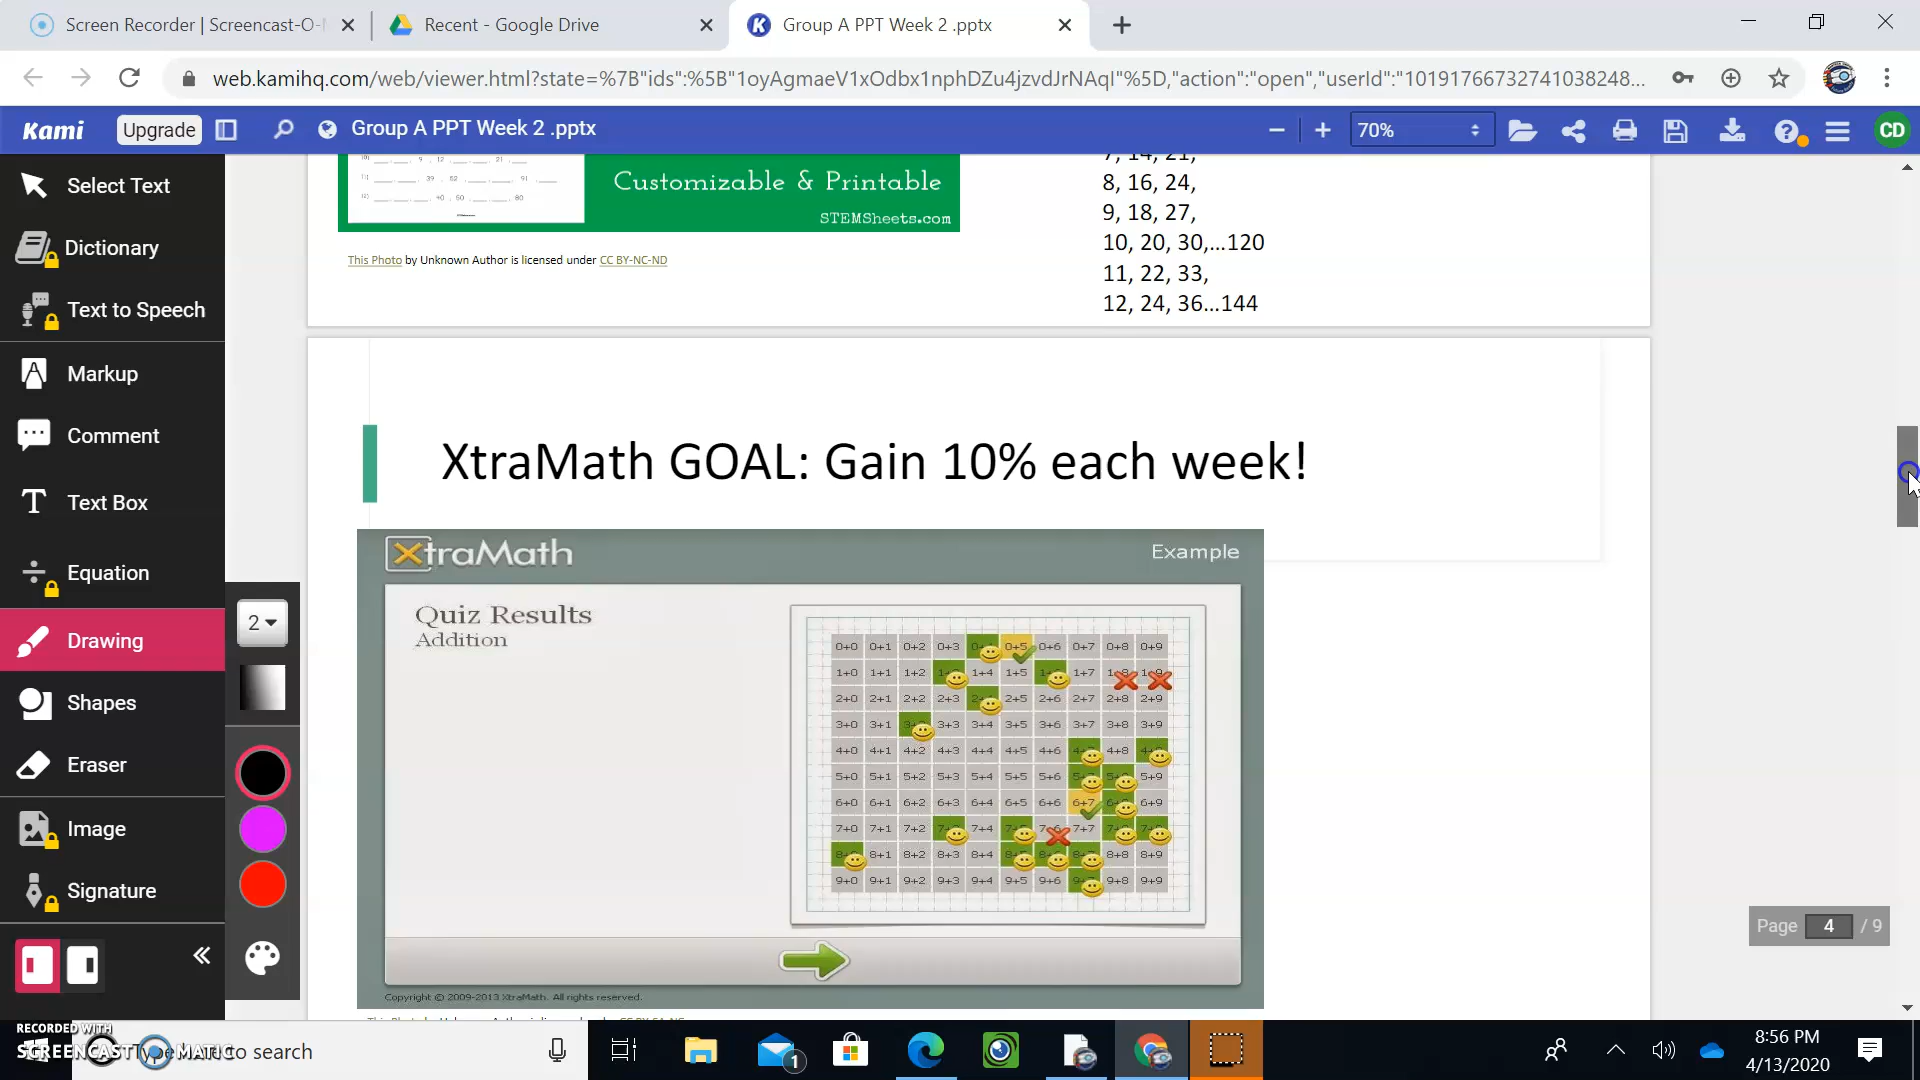 Screen Recorder | Screencast-O-
Recent - Google Drive
Group A PPT Week 2 .pptx
web.kamihq.com/web/viewer.html?state=%7B"ids":%5B"1oyAgmaeV1xOdbx1nphDZu4jzvdJrNAqI"%5D,"action":"open","userId":"10191766732741038248...
Kami
Upgrade
Group A PPT Week 2 .pptx
70%
CD
Select Text
Dictionary
Text to Speech
Markup
Comment
Text Box
Equation
Drawing
Shapes
Eraser
Image
Signature
2
Customizable & Printable
STEMSheets.com
This Photo by Unknown Author is licensed under CC BY-NC-ND
7, 14, 21,
8, 16, 24,
9, 18, 27,
10, 20, 30,...120
11, 22, 33,
12, 24, 36...144
XtraMath GOAL: Gain 10% each week!
XtraMath
Example
Quiz Results
Addition
0+0 0+1 0+2 0+3 0+5 0+6 0+7 0+8 0+9
1+0 1+1 1+2 1+4 1+5 1+7
2+0 2+1 2+2 2+3 2+5 2+6 2+7 2+8 2+9
3+0 3+1 3+3 3+4 3+5 3+6 3+7 3+8 3+9
4+0 4+1 4+2 4+3 4+4 4+5 4+6 4+8
5+0 5+1 5+2 5+3 5+4 5+5 5+6 5+9
6+0 6+1 6+2 6+3 6+4 6+5 6+6 6+7 6+9
7+0 7+1 7+2 7+4 7+7
8+1 8+2 8+3 8+4 8+8 8+9
9+0 9+1 9+2 9+3 9+4 9+5 9+6 9+8 9+9
Copyright © 2009-2013 XtraMath. All rights reserved.
Page 4 / 9
RECORDED WITH
SCREENCAST MATIC
to search
1
8:56 PM
4/13/2020